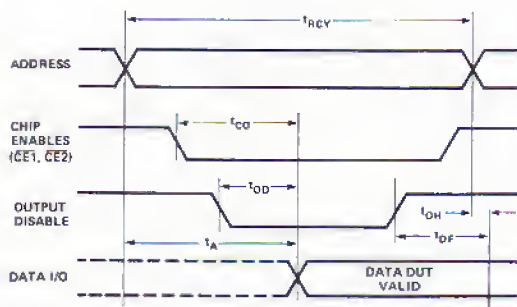 tRCY
ADDRESS
CHIP
ENABLES
(CE1, CE2)
tCO
OUTPUT
DISABLE
tOD
tOH
tDF
tA
DATA I/O
DATA OUT
VALID